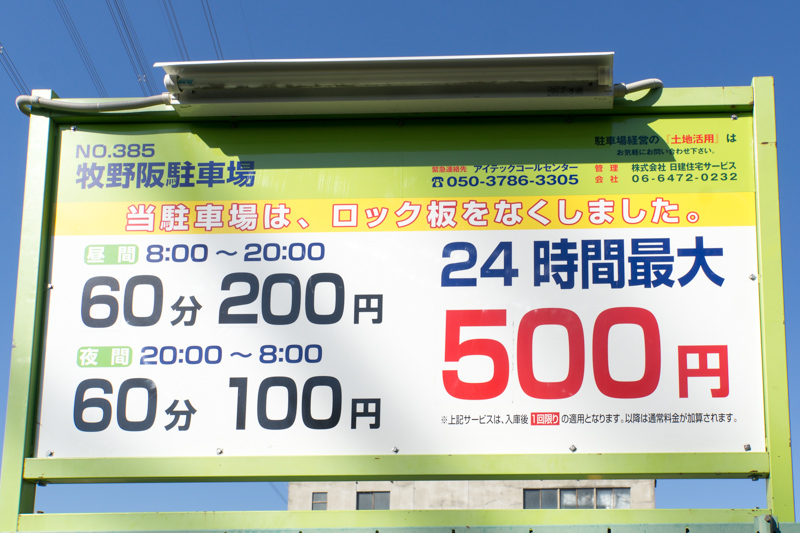 NO.385
牧野阪駐車場
緊急連絡先 アイテックコールセンター
☎050-3786-3305
駐車場経営の『土地活用』は
お気軽にお問い合わせ下さい。
管理会社 株式会社 日建住宅サービス
06-6472-0232
当駐車場は、ロック板をなくしました。
昼間 8:00～20:00
60分 200円
夜間 20:00～8:00
60分 100円
24時間最大
500円
※上記サービスは、入庫後 1回限り の適用となります。以降は通常料金が加算されます。